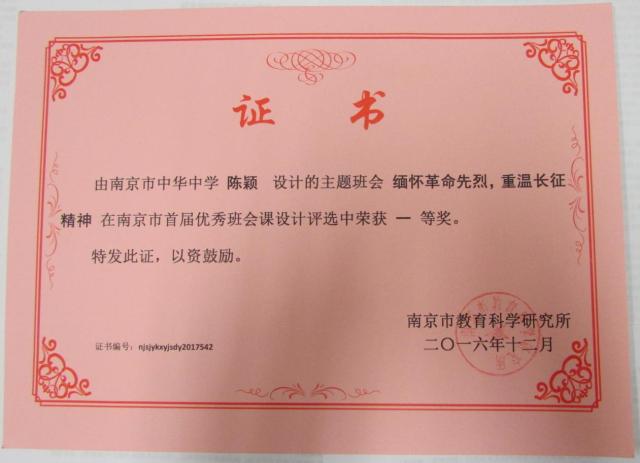 证 书
由南京市中华中学 陈颖 设计的主题班会 缅怀革命先烈，重温长征
精神 在南京市首届优秀班会课设计评选中荣获 一 等奖。
特发此证，以资鼓励。
南京市教育科学研究所
二〇一六年十二月
证书编号：njsjykxyjsdy2017542